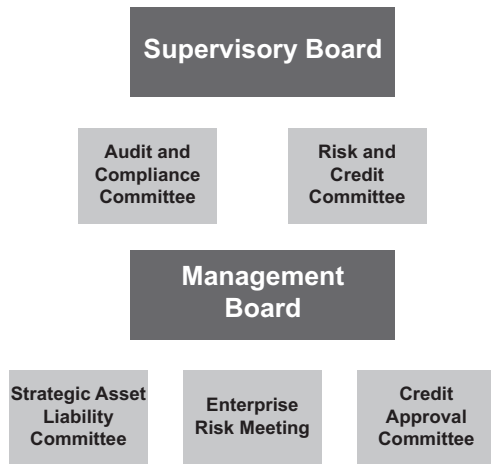 Supervisory Board
Audit and
Compliance
Committee
Risk and
Credit
Committee
Management
Board
Strategic Asset
Liability
Committee
Enterprise
Risk Meeting
Credit
Approval
Committee